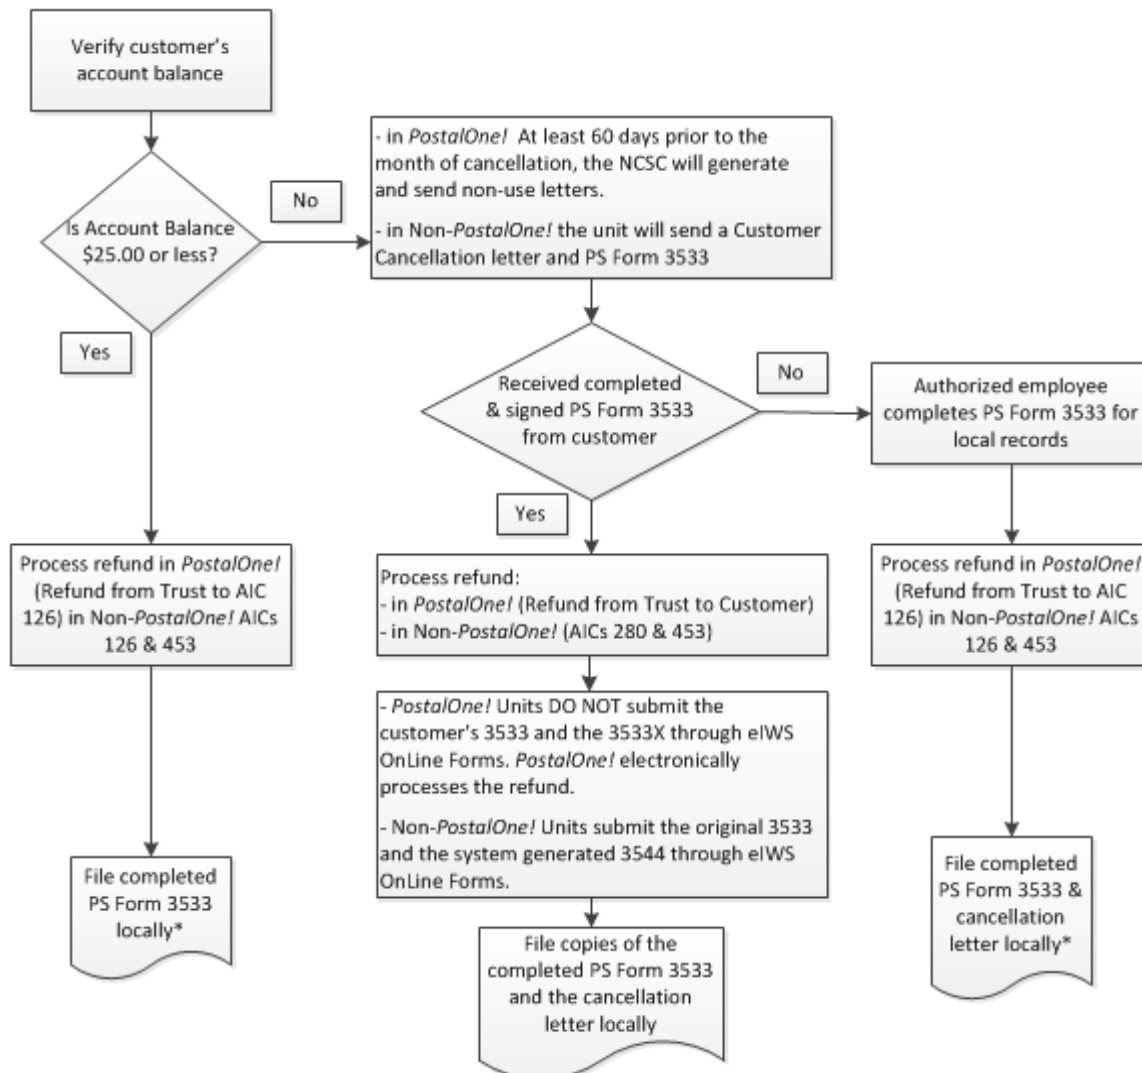 Verify customer's
account balance
Is Account Balance
$25.00 or less?
No
- in PostalOne! At least 60 days prior to the
month of cancellation, the NCSC will generate
and send non-use letters.
- in Non-PostalOne! the unit will send a Customer
Cancellation letter and PS Form 3533
Yes
Received completed
& signed PS Form 3533
from customer
No
Authorized employee
completes PS Form 3533 for
local records
Yes
Process refund in PostalOne!
(Refund from Trust to AIC
126) in Non-PostalOne! AICs
126 & 453
Process refund:
- in PostalOne! (Refund from Trust to Customer)
- in Non-PostalOne! (AICs 280 & 453)
Process refund in PostalOne!
(Refund from Trust to AIC
126) in Non-PostalOne! AICs
126 & 453
- PostalOne! Units DO NOT submit the
customer's 3533 and the 3533X through eIWS
OnLine Forms. PostalOne! electronically
processes the refund.
- Non-PostalOne! Units submit the original 3533
and the system generated 3544 through eIWS
OnLine Forms.
File completed
PS Form 3533
locally*
File copies of the
completed PS Form 3533
and the cancellation
letter locally
File completed
PS Form 3533 &
cancellation
letter locally*